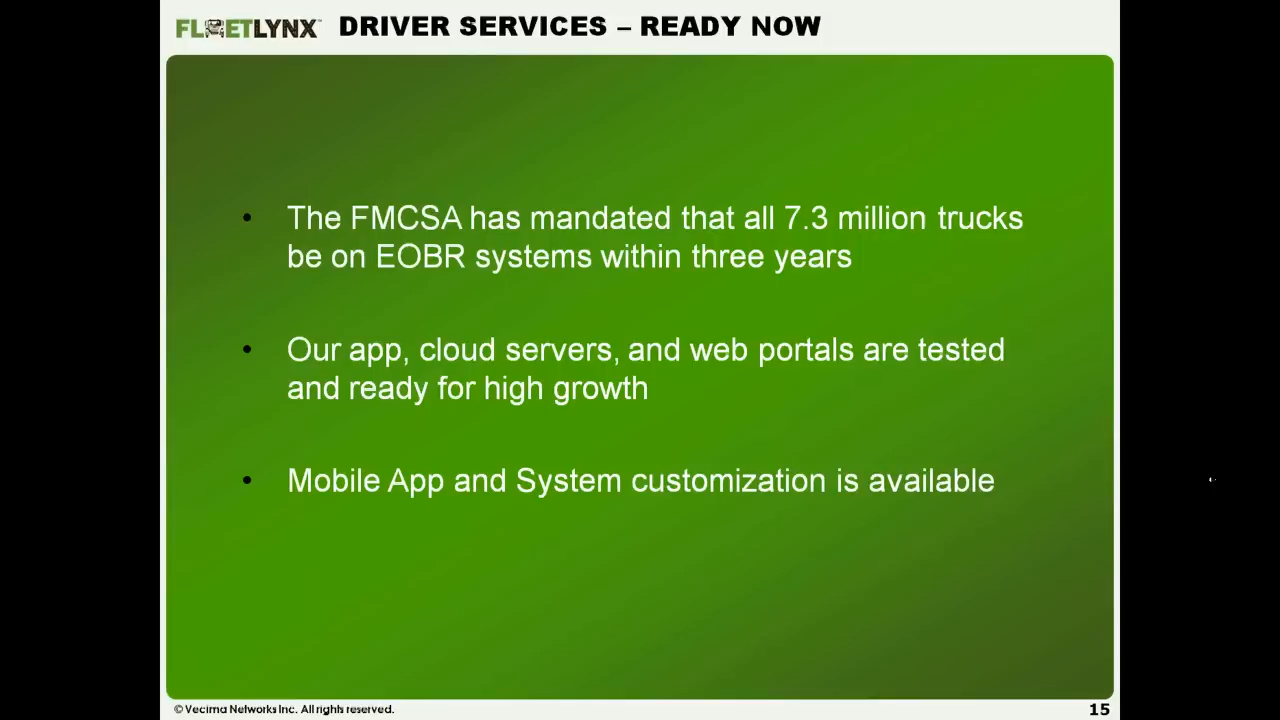 FLEETLYNX™ DRIVER SERVICES – READY NOW
• The FMCSA has mandated that all 7.3 million trucks
be on EOBR systems within three years
• Our app, cloud servers, and web portals are tested
and ready for high growth
• Mobile App and System customization is available
© Vecima Networks Inc. All rights reserved. 15